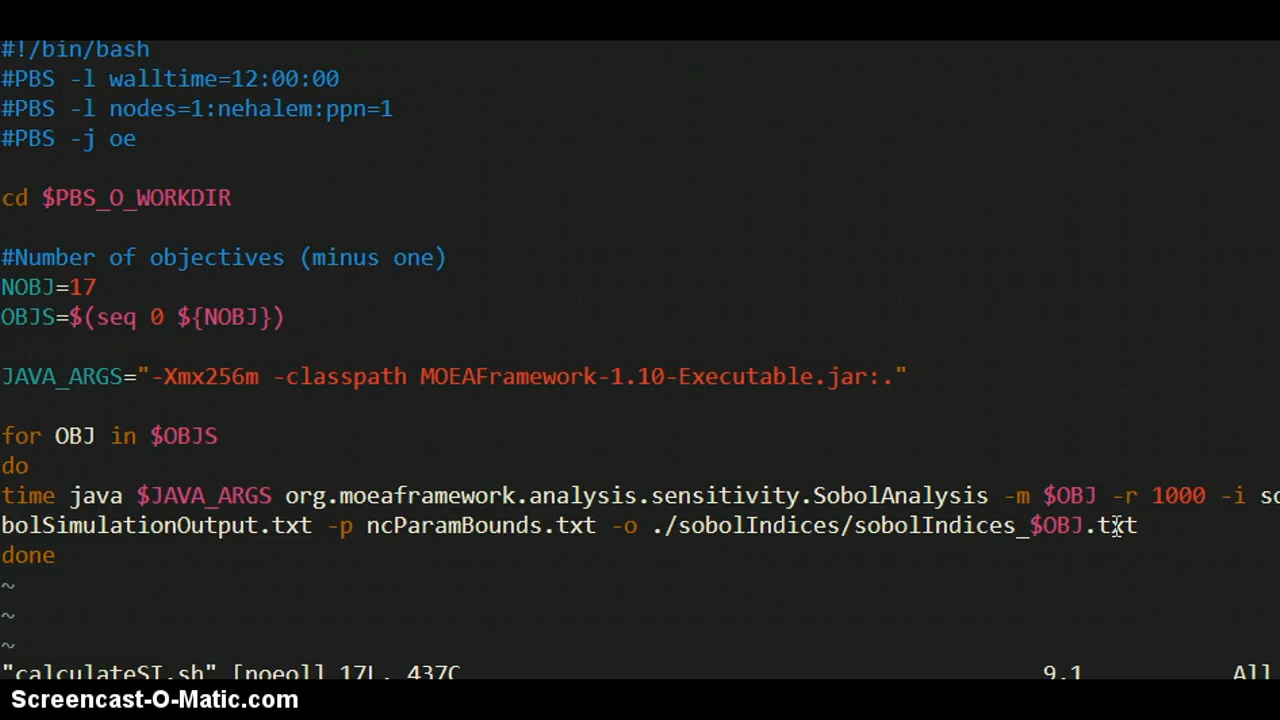 #!/bin/bash
#PBS -l walltime=12:00:00
#PBS -l nodes=1:nehalem:ppn=1
#PBS -j oe
cd $PBS_O_WORKDIR
#Number of objectives (minus one)
NOBJ=17
OBJS=$(seq 0 ${NOBJ})
JAVA_ARGS="-Xmx256m -classpath MOEAFramework-1.10-Executable.jar:."
for OBJ in $OBJS
do
time java $JAVA_ARGS org.moeaframework.analysis.sensitivity.SobolAnalysis -m $OBJ -r 1000 -i so
bolSimulationOutput.txt -p ncParamBounds.txt -o ./sobolIndices/sobolIndices_$OBJ.txt
done
~
~
~
"calculateSI.sh" [noeol] 17L, 437C 9,1 All
Screencast-O-Matic.com